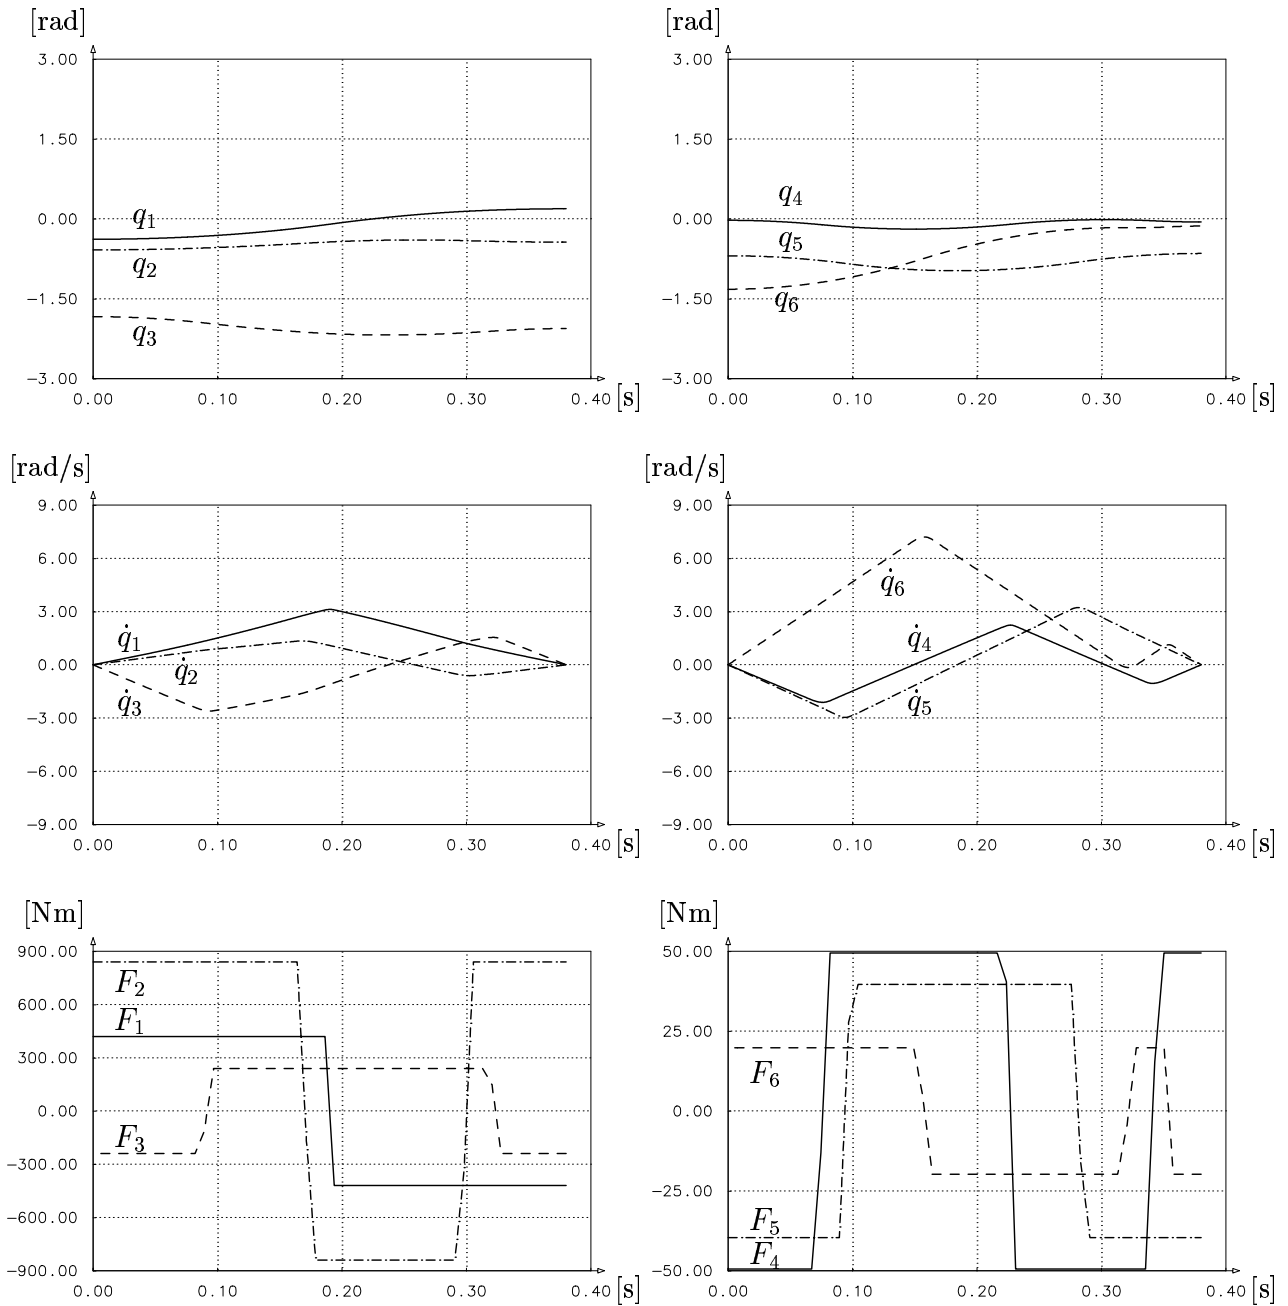 [rad]
3.00
1.50
0.00
−1.50
−3.00
q1
q2
q3
0.00 0.10 0.20 0.30 0.40 [s]
[rad]
3.00
1.50
0.00
−1.50
−3.00
q4
q5
q6
0.00 0.10 0.20 0.30 0.40 [s]
[rad/s]
9.00
6.00
3.00
0.00
−3.00
−6.00
−9.00
q̇1
q̇2
q̇3
0.00 0.10 0.20 0.30 0.40 [s]
[rad/s]
9.00
6.00
3.00
0.00
−3.00
−6.00
−9.00
q̇6
q̇4
q̇5
0.00 0.10 0.20 0.30 0.40 [s]
[Nm]
900.00
600.00
300.00
0.00
−300.00
−600.00
−900.00
F2
F1
F3
0.00 0.10 0.20 0.30 0.40 [s]
[Nm]
50.00
25.00
0.00
−25.00
−50.00
F6
F5
F4
0.00 0.10 0.20 0.30 0.40 [s]